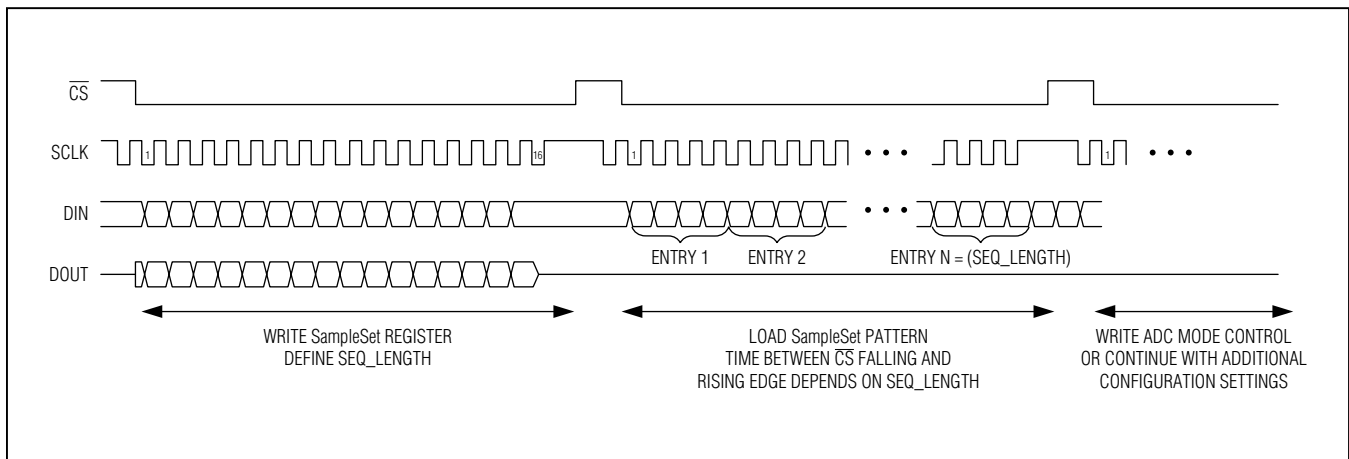 CS
SCLK
1
16
1
1
DIN
ENTRY 1
ENTRY 2
ENTRY N = (SEQ_LENGTH)
DOUT
WRITE SampleSet REGISTER
DEFINE SEQ_LENGTH
LOAD SampleSet PATTERN
TIME BETWEEN CS FALLING AND
RISING EDGE DEPENDS ON SEQ_LENGTH
WRITE ADC MODE CONTROL
OR CONTINUE WITH ADDITIONAL
CONFIGURATION SETTINGS